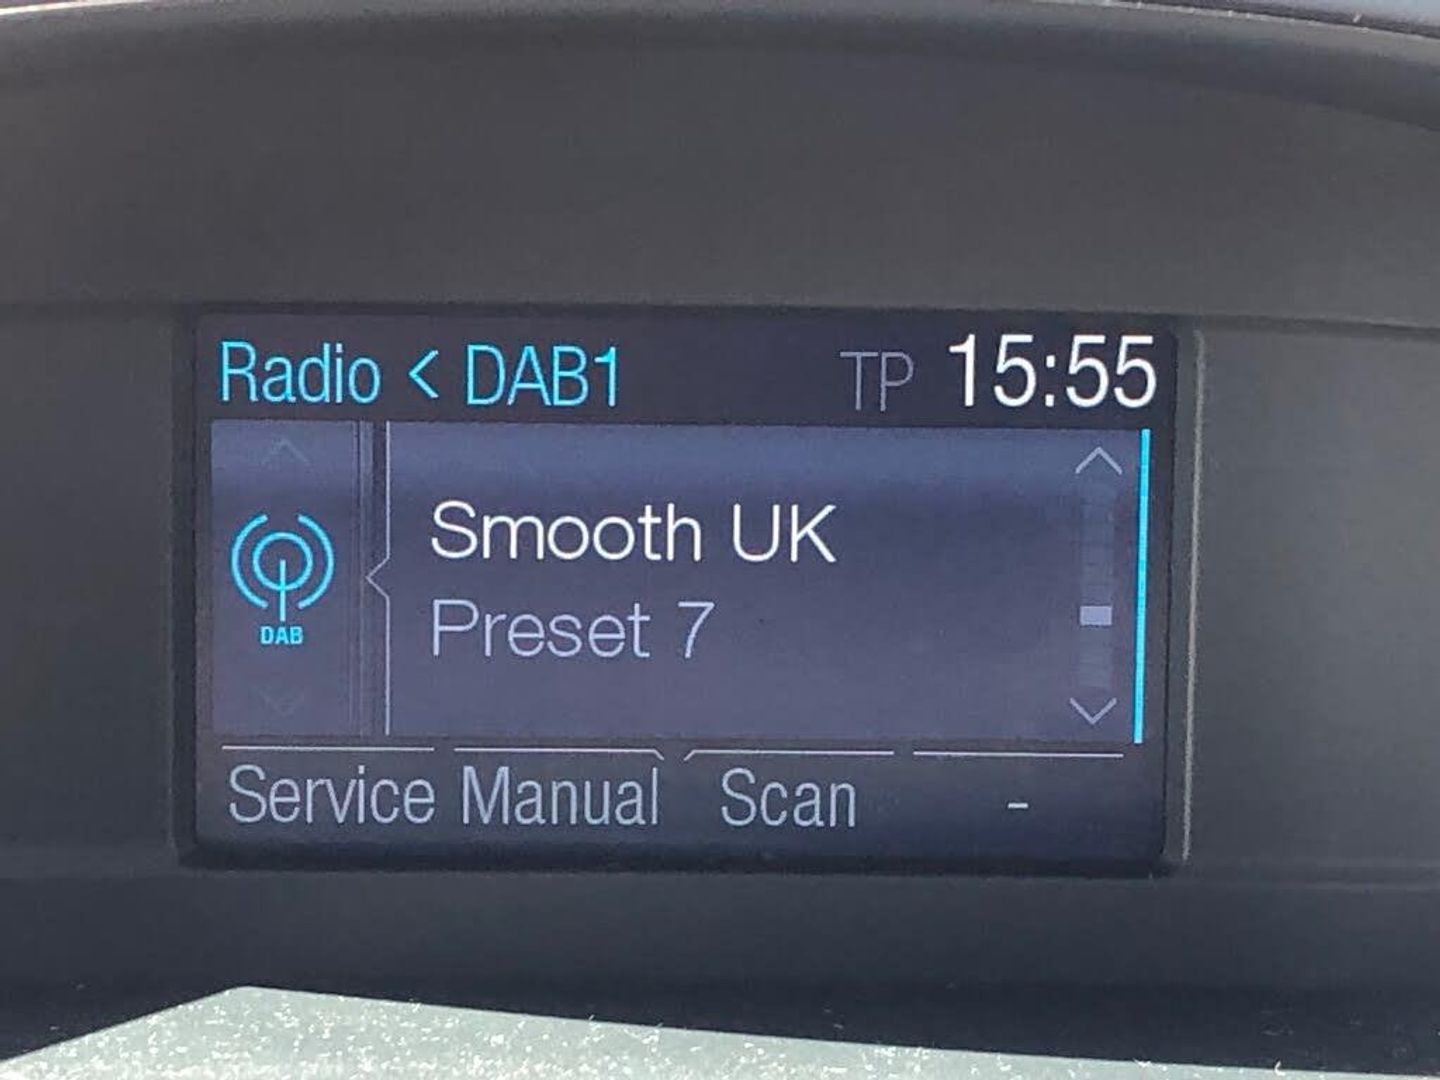 Radio < DAB1 TP 15:55
Smooth UK
DAB
Preset 7
Service Manual Scan -